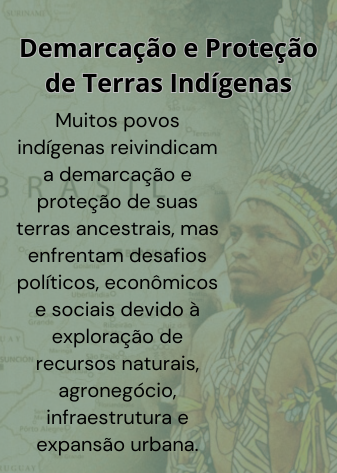 Demarcação e Proteção
de Terras Indígenas
Muitos povos
indígenas reivindicam
a demarcação e
proteção de suas
terras ancestrais, mas
enfrentam desafios
políticos, econômicos
e sociais devido à
exploração de
recursos naturais,
agronegócio,
infraestrutura e
expansão urbana.
BRASIL